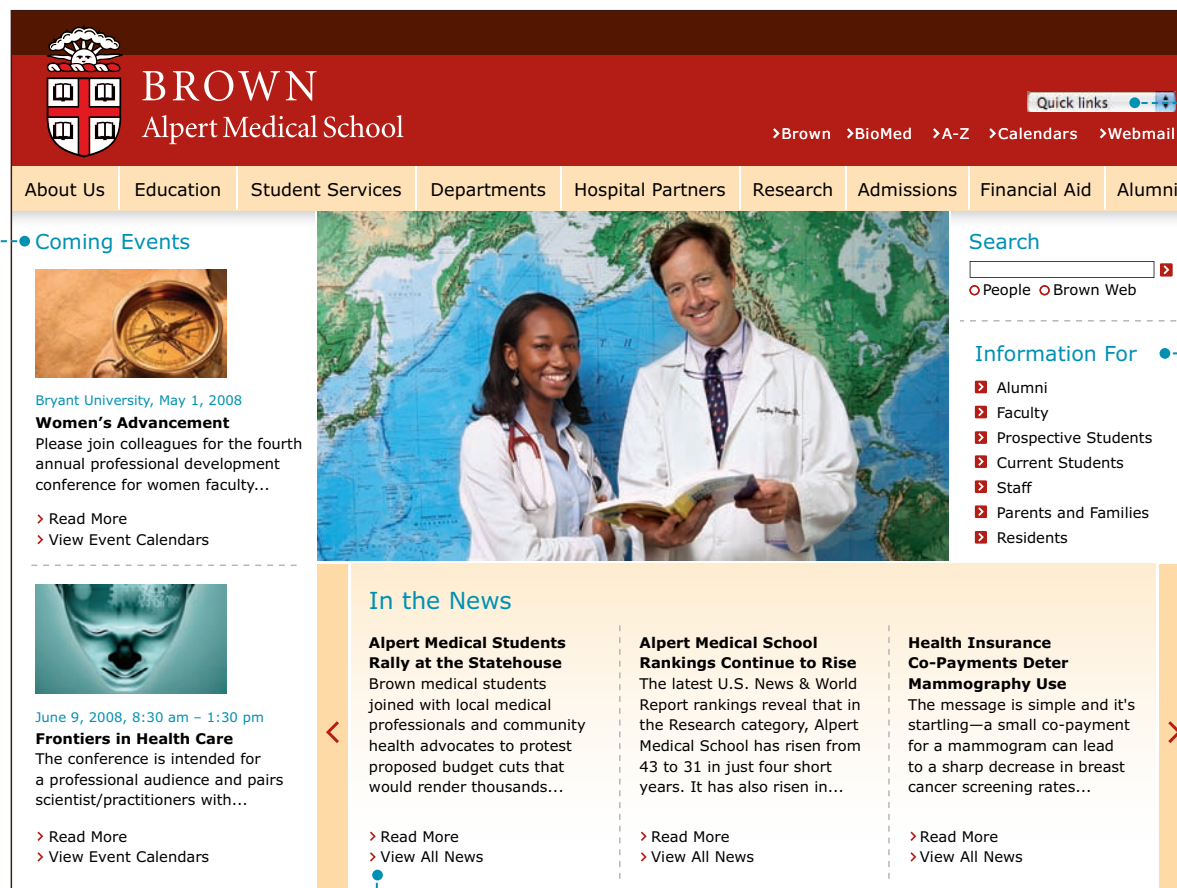 BROWN
Alpert Medical School
Quick links
Brown BioMed A-Z Calendars Webmail
About Us Education Student Services Departments Hospital Partners Research Admissions Financial Aid Alumni
Coming Events
Bryant University, May 1, 2008
Women’s Advancement
Please join colleagues for the fourth
annual professional development
conference for women faculty...
Read More
View Event Calendars
June 9, 2008, 8:30 am – 1:30 pm
Frontiers in Health Care
The conference is intended for
a professional audience and pairs
scientist/practitioners with...
Read More
View Event Calendars
Search
People Brown Web
Information For
Alumni
Faculty
Prospective Students
Current Students
Staff
Parents and Families
Residents
In the News
Alpert Medical Students
Rally at the Statehouse
Brown medical students
joined with local medical
professionals and community
health advocates to protest
proposed budget cuts that
would render thousands...
Read More
View All News
Alpert Medical School
Rankings Continue to Rise
The latest U.S. News & World
Report rankings reveal that in
the Research category, Alpert
Medical School has risen from
43 to 31 in just four short
years. It has also risen in...
Read More
View All News
Health Insurance
Co-Payments Deter
Mammography Use
The message is simple and it's
startling—a small co-payment
for a mammogram can lead
to a sharp decrease in breast
cancer screening rates...
Read More
View All News